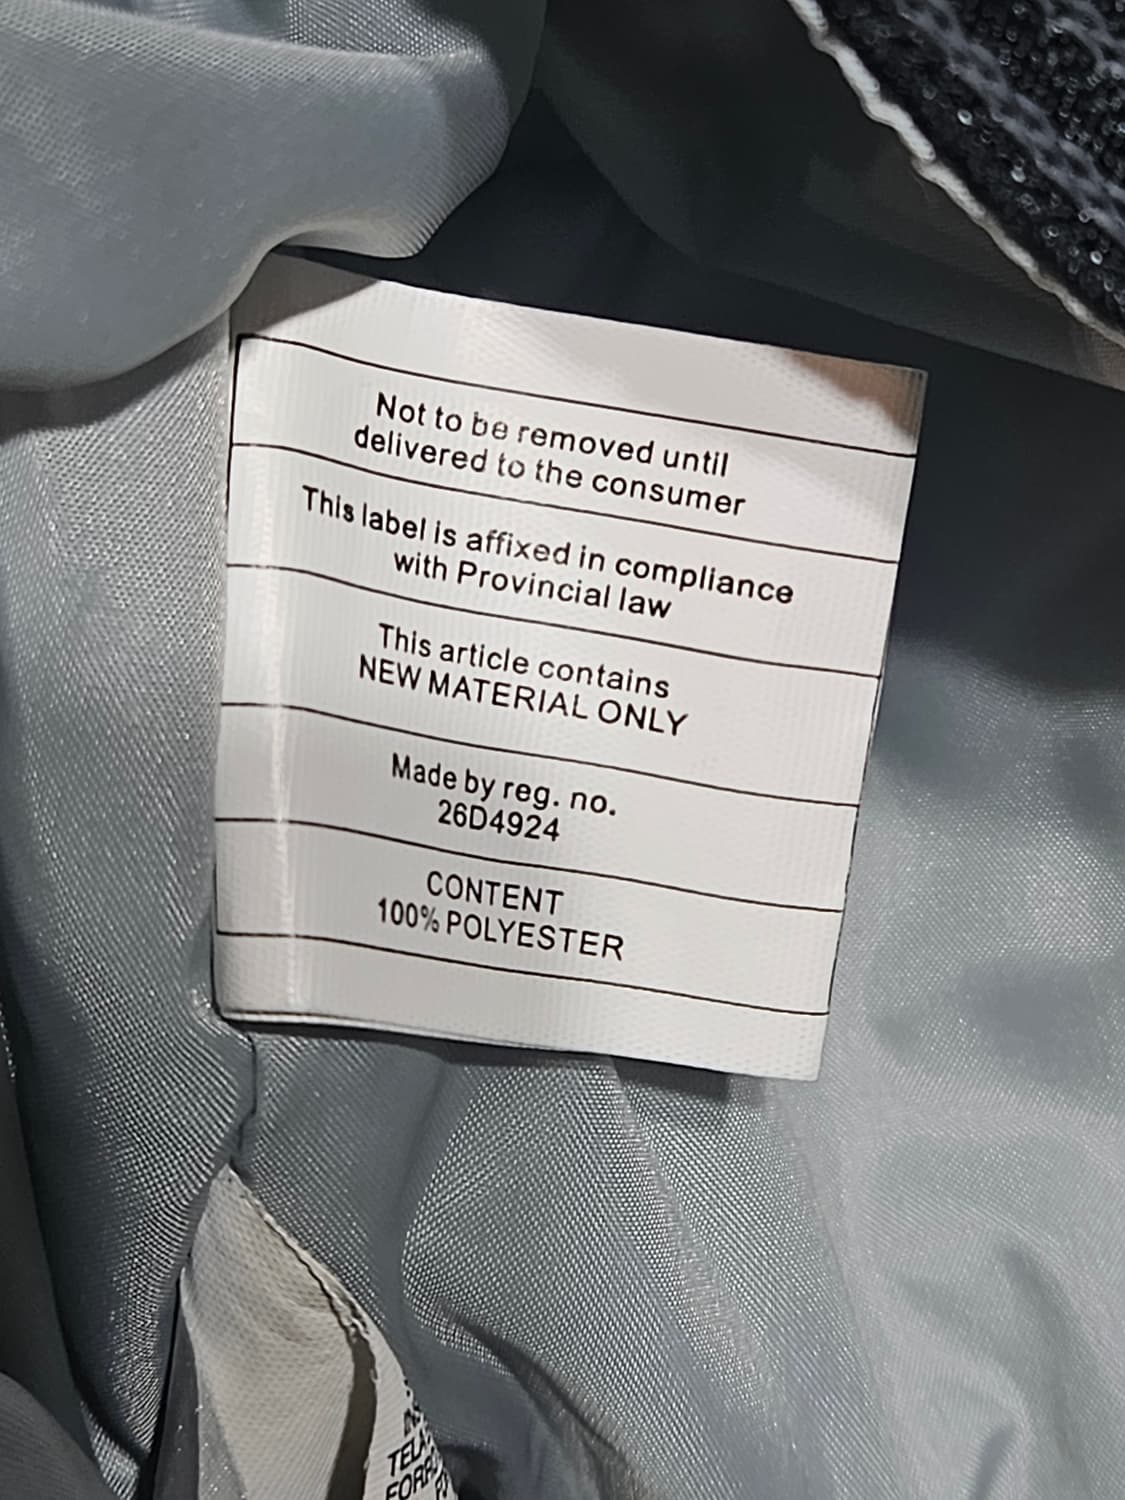 Not to be removed until
delivered to the consumer
This label is affixed in compliance
with Provincial law
This article contains
NEW MATERIAL ONLY
Made by reg. no.
26D4924
CONTENT
100% POLYESTER